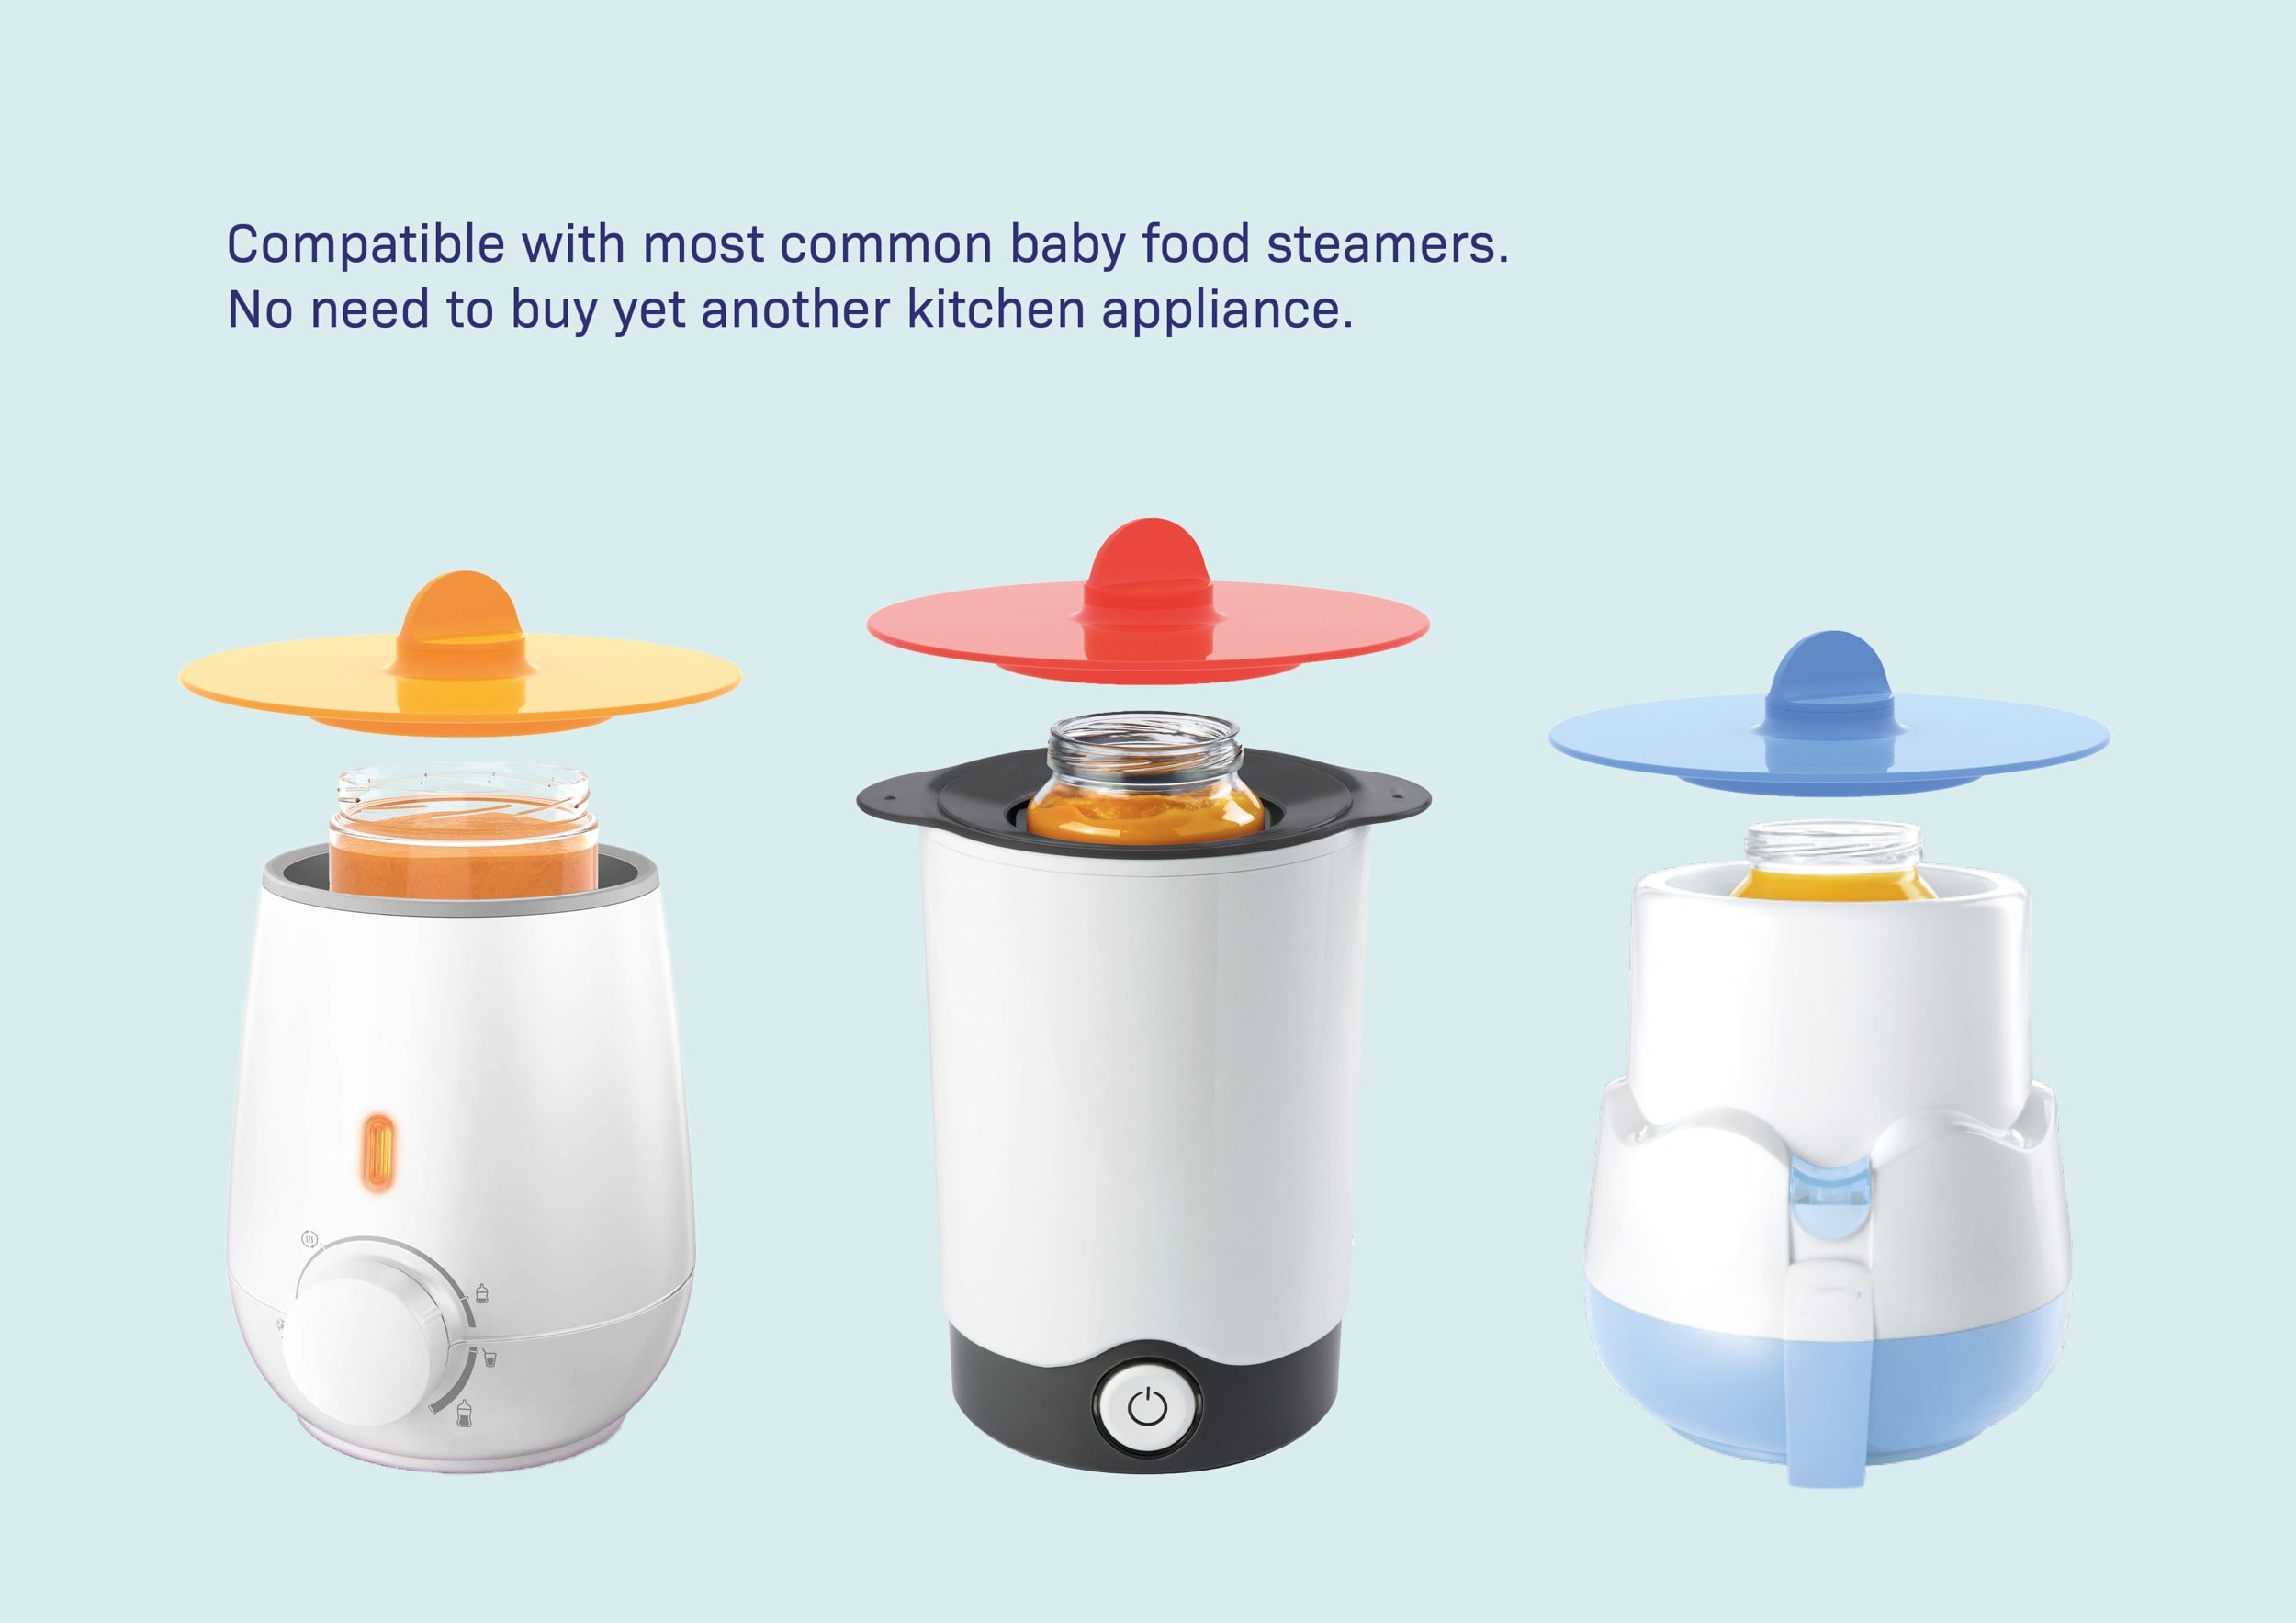 Compatible with most common baby food steamers.
No need to buy yet another kitchen appliance.